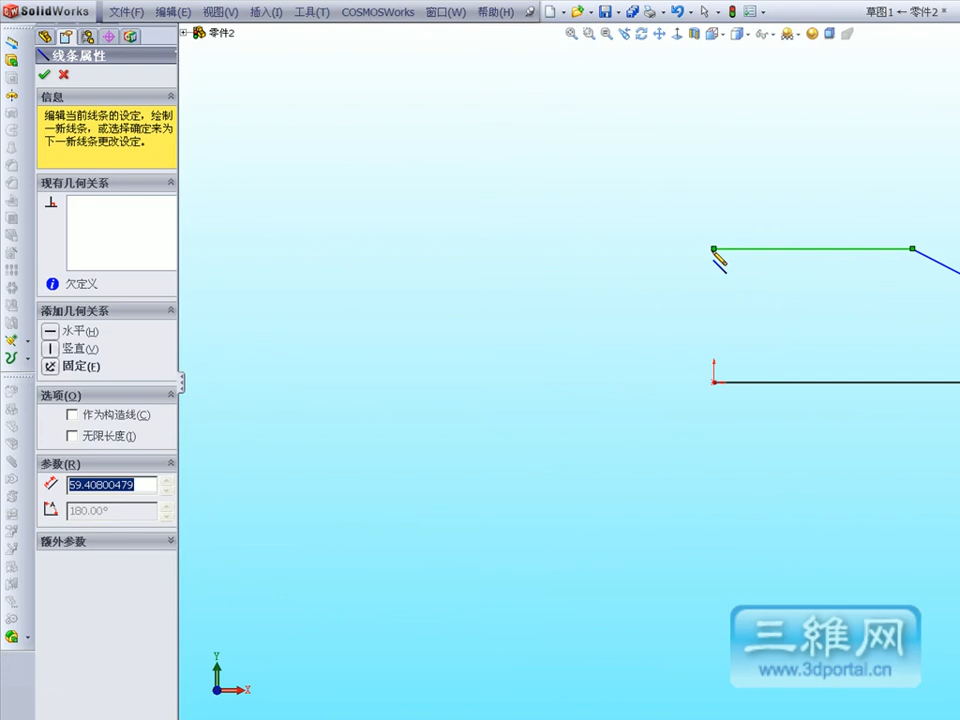 SolidWorks 文件(F) 编辑(E) 视图(V) 插入(I) 工具(T) COSMOSWorks 窗口(W) 帮助(H) 草图1 ← 零件2 *
零件2
线条属性
信息
编辑当前线条的设定，绘制
一新线条，或选择确定来为
下一新线条更改设定。
现有几何关系
欠定义
添加几何关系
水平(H)
竖直(V)
固定(F)
选项(O)
作为构造线(C)
无限长度(I)
参数(R)
59.40800479
180.00°
额外参数
Y
X
三維网
www.3dportal.cn